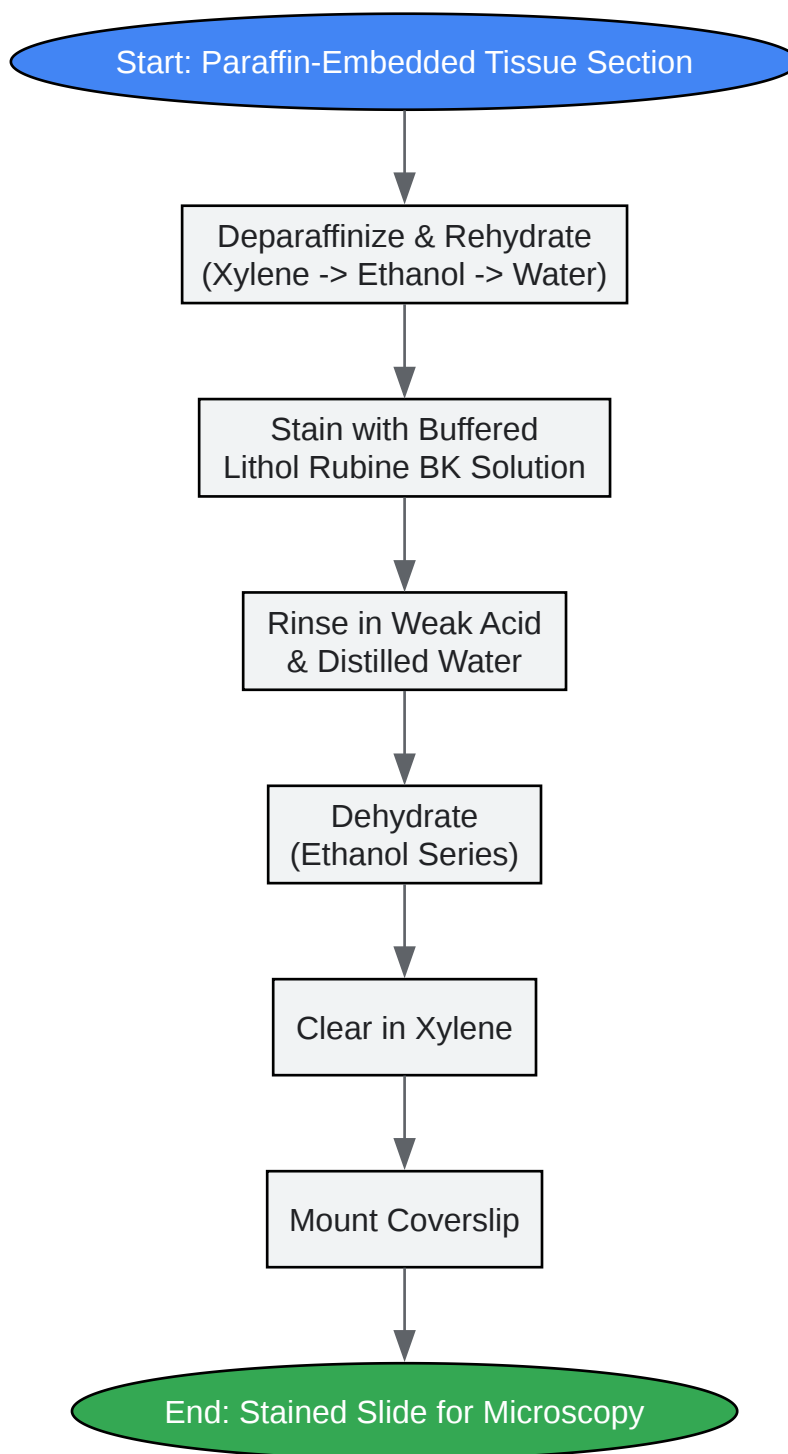 Start: Paraffin-Embedded Tissue Section
Deparaffinize & Rehydrate
(Xylene -> Ethanol -> Water)
Stain with Buffered
Lithol Rubine BK Solution
Rinse in Weak Acid
& Distilled Water
Dehydrate
(Ethanol Series)
Clear in Xylene
Mount Coverslip
End: Stained Slide for Microscopy